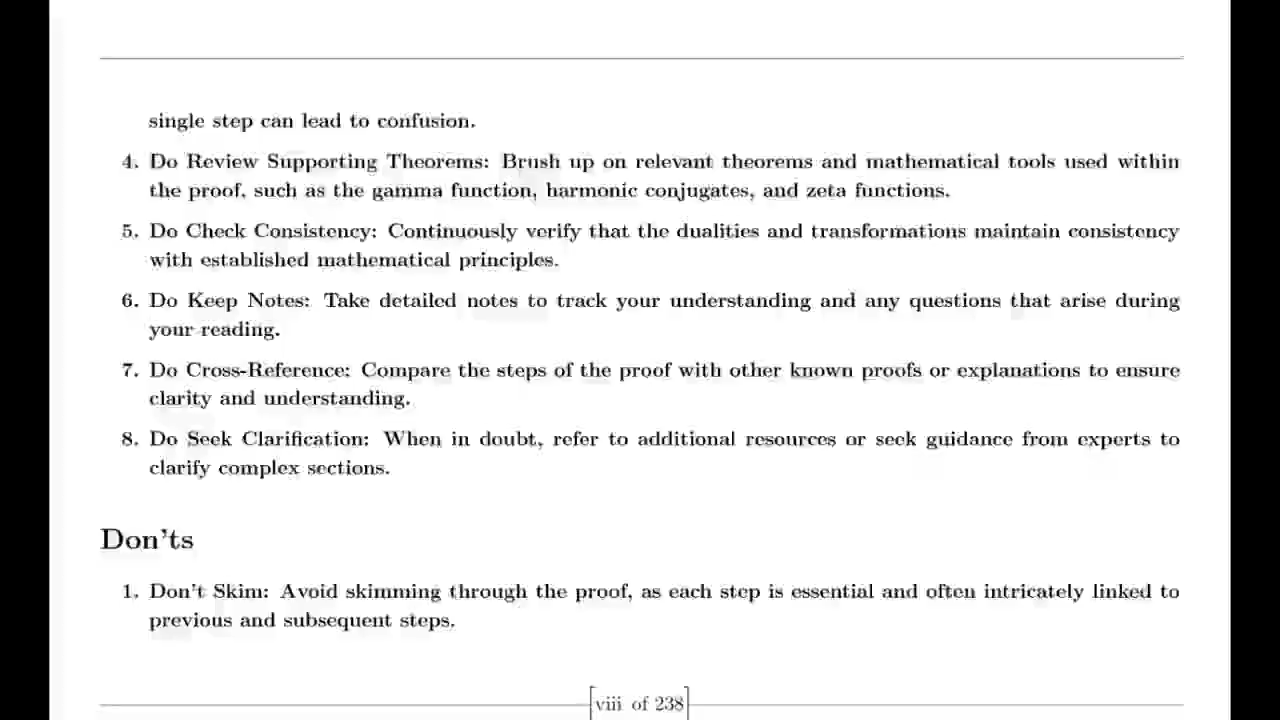 single step can lead to confusion.
4. Do Review Supporting Theorems: Brush up on relevant theorems and mathematical tools used within
the proof, such as the gamma function, harmonic conjugates, and zeta functions.
5. Do Check Consistency: Continuously verify that the dualities and transformations maintain consistency
with established mathematical principles.
6. Do Keep Notes: Take detailed notes to track your understanding and any questions that arise during
your reading.
7. Do Cross-Reference: Compare the steps of the proof with other known proofs or explanations to ensure
clarity and understanding.
8. Do Seek Clarification: When in doubt, refer to additional resources or seek guidance from experts to
clarify complex sections.
Don'ts
1. Don't Skim: Avoid skimming through the proof, as each step is essential and often intricately linked to
previous and subsequent steps.
viii of 238